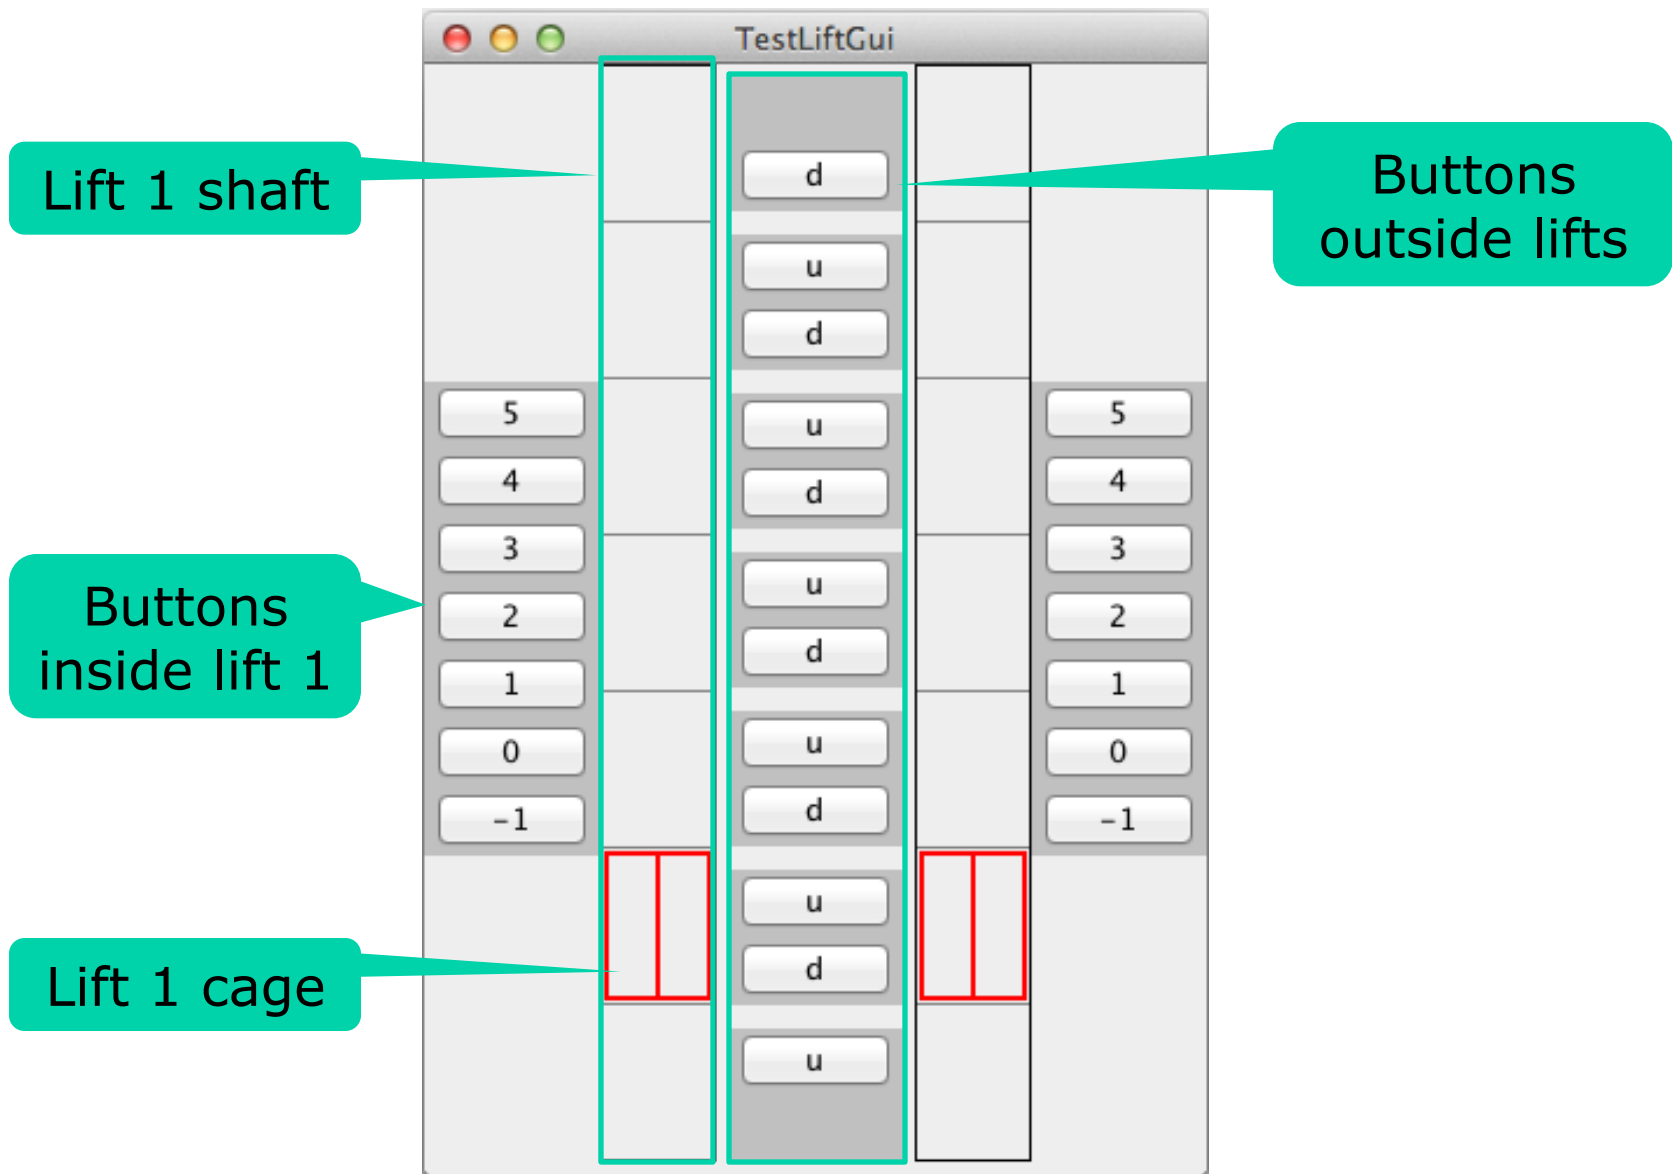 TestLiftGui
Lift 1 shaft
Buttons
outside lifts
d
u
d
u
d
u
d
u
d
u
d
u
5
4
3
2
1
0
-1
5
4
3
2
1
0
-1
Buttons
inside lift 1
Lift 1 cage